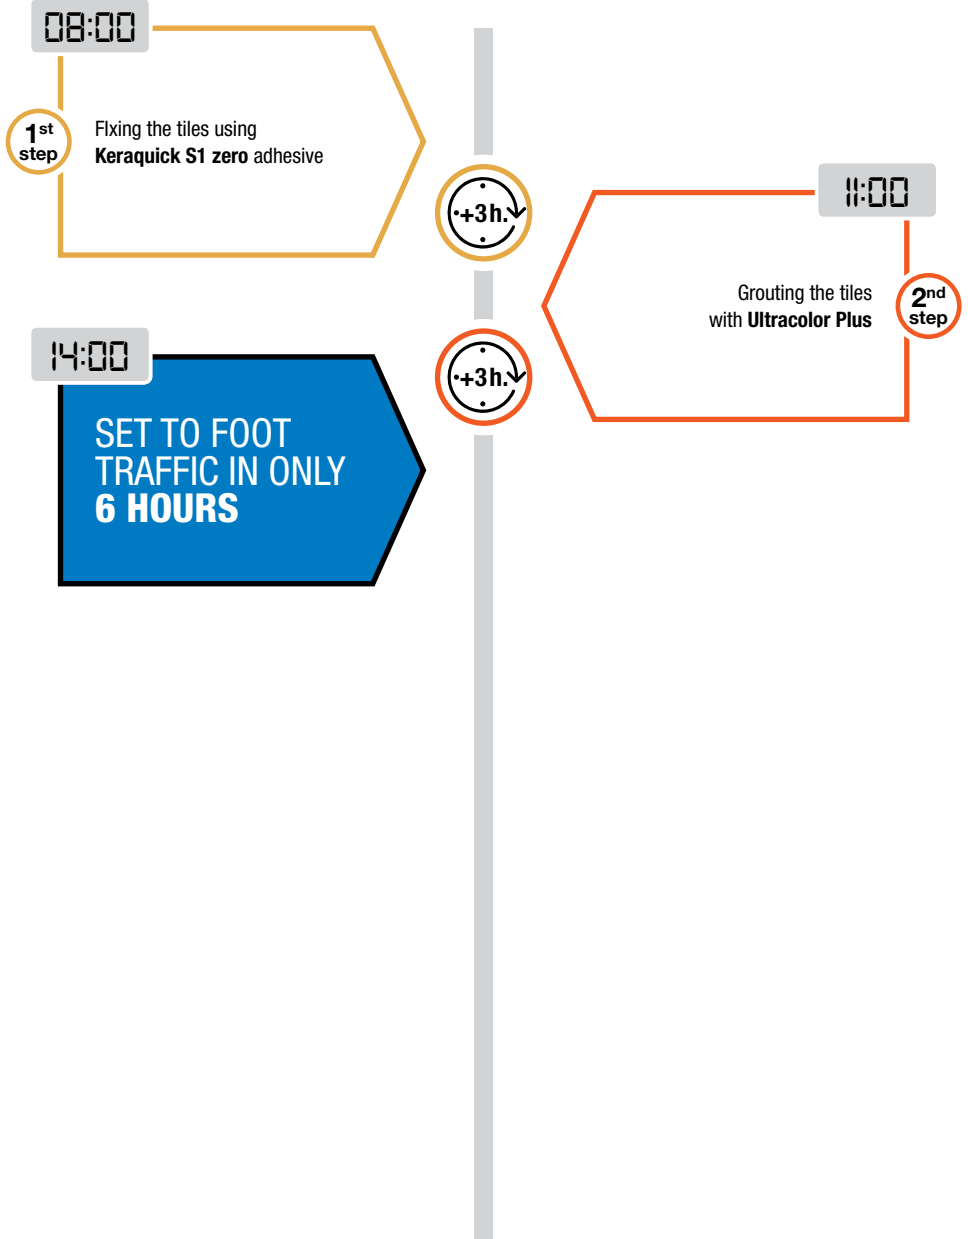 08:00
1st
step
FIxing the tiles using
Keraquick S1 zero adhesive
+3h.
11:00
Grouting the tiles
with Ultracolor Plus
2nd
step
+3h.
14:00
SET TO FOOT
TRAFFIC IN ONLY
6 HOURS